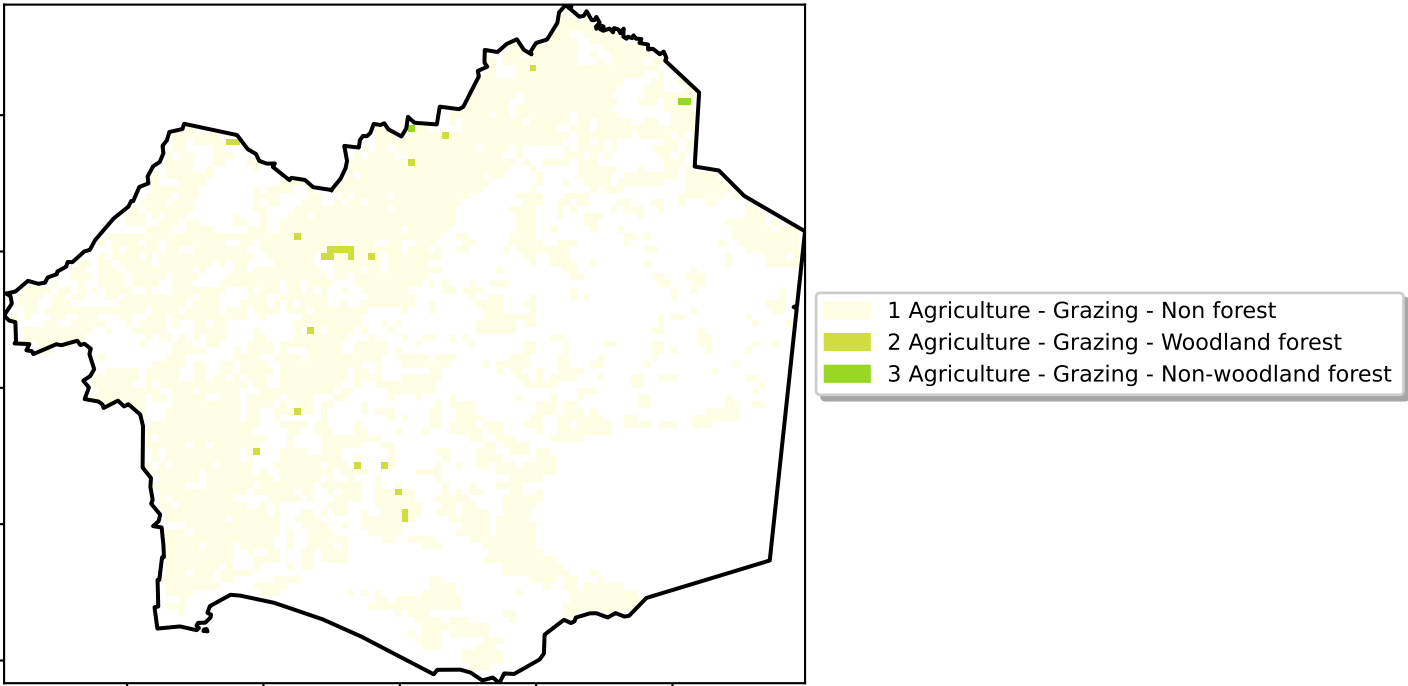 1 Agriculture - Grazing - Non forest
2 Agriculture - Grazing - Woodland forest
3 Agriculture - Grazing - Non-woodland forest